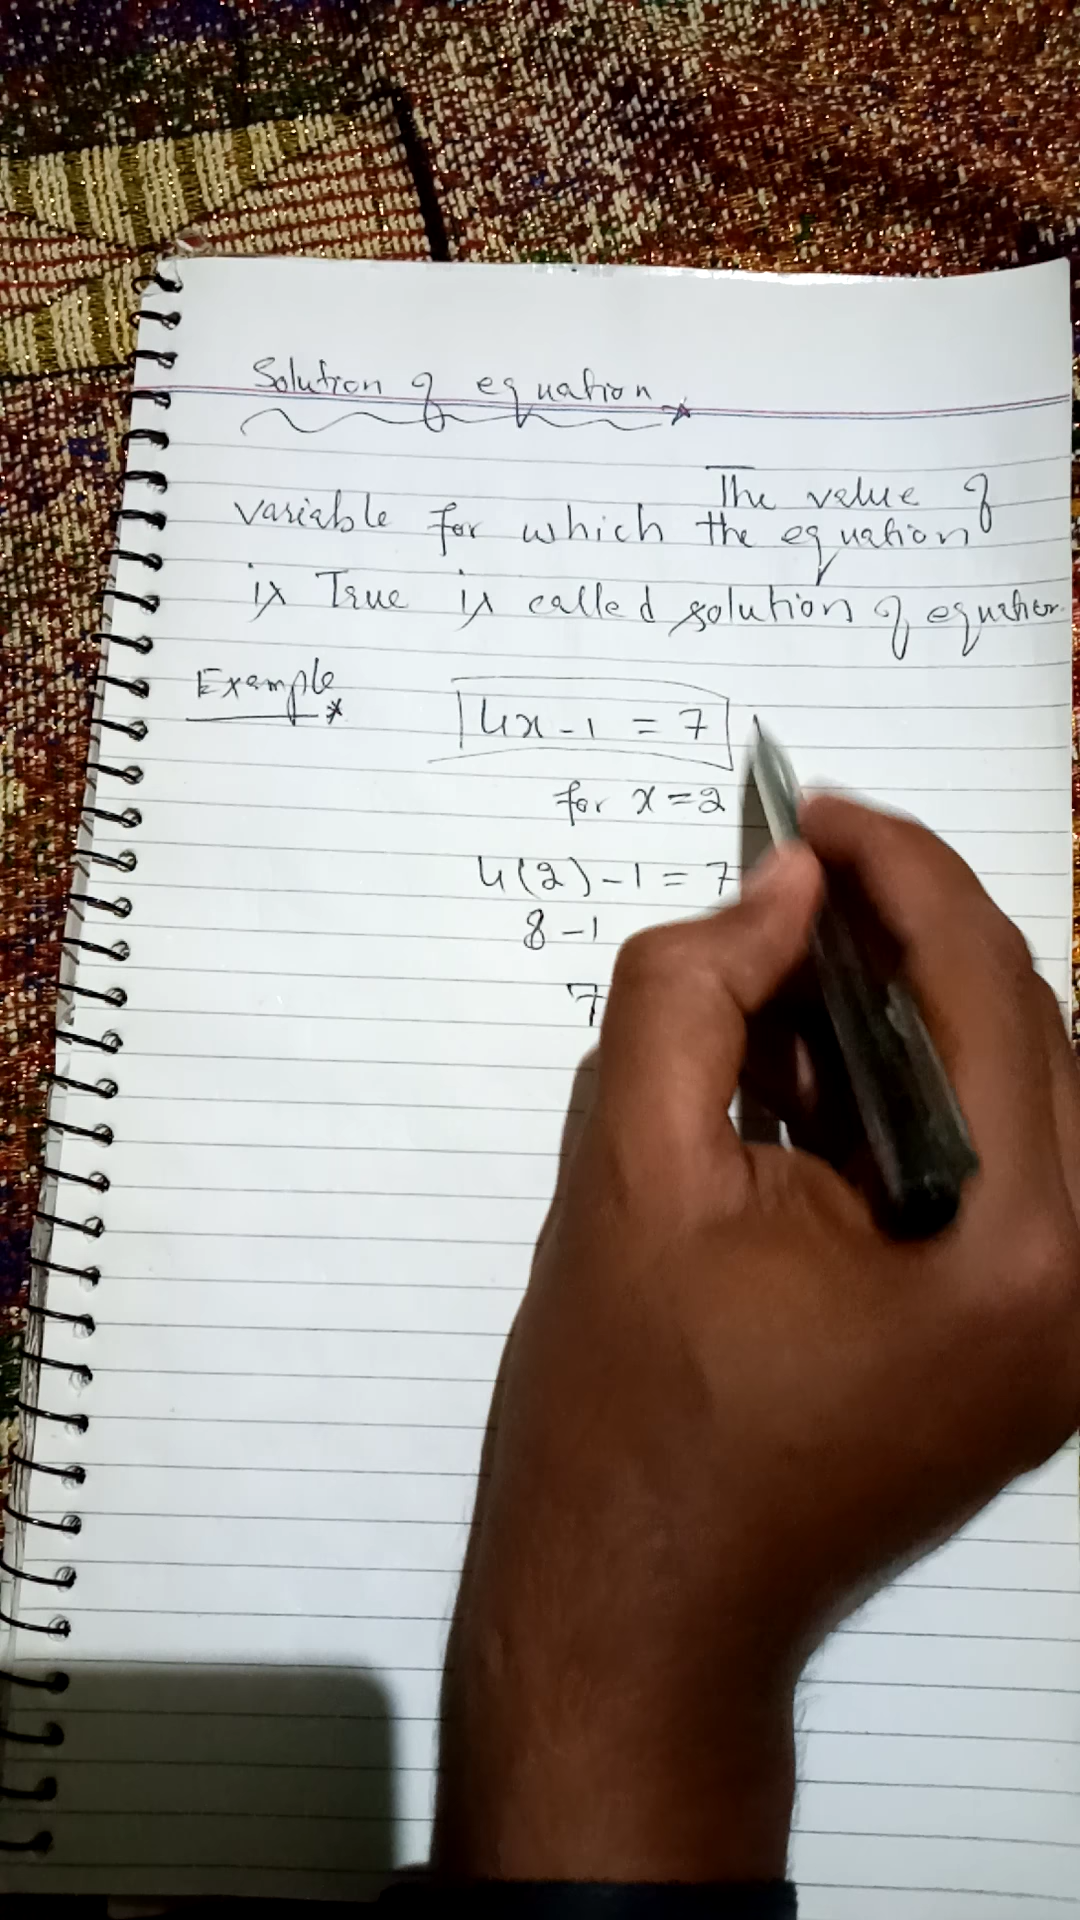 Solution of equation
The value of
variable for which the equation
is True is called solution of equation.
Example
4x - 1 = 7
for x = 2
4(2) - 1 = 7
8 - 1
7